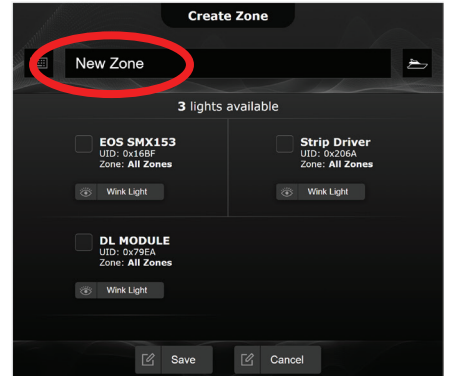 Create Zone
New Zone
3 lights available
EOS SMX153
UID: 0x16BF
Zone: All Zones
Wink Light
Strip Driver
UID: 0x206A
Zone: All Zones
Wink Light
DL MODULE
UID: 0x79EA
Zone: All Zones
Wink Light
Save
Cancel